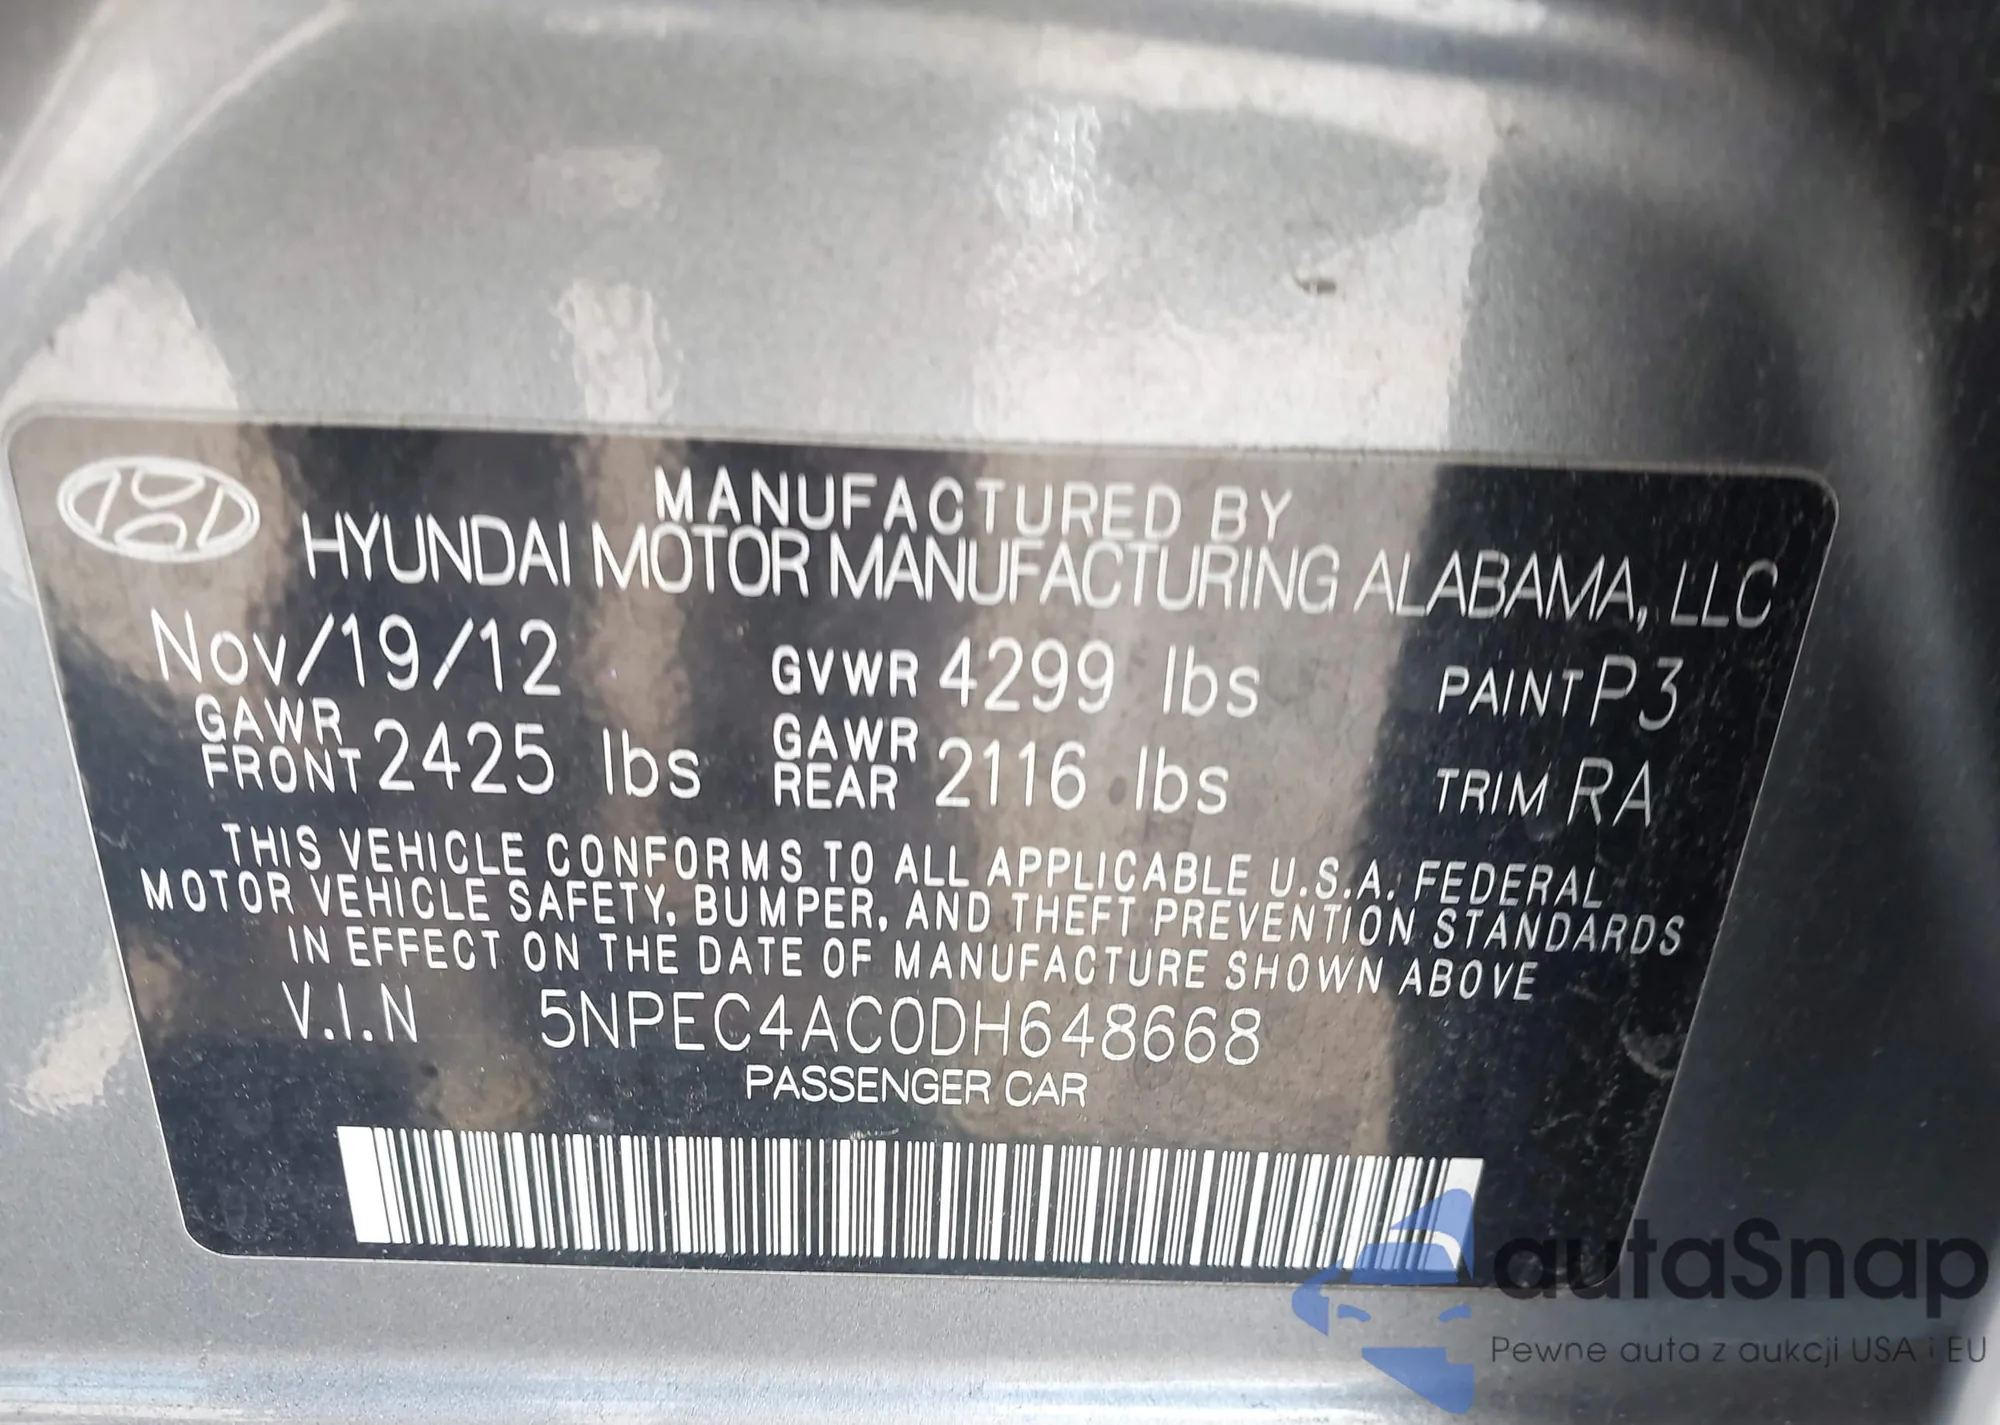 MANUFACTURED BY
HYUNDAI MOTOR MANUFACTURING ALABAMA, LLC
Nov/19/12 GVWR 4299 lbs PAINT P3
GAWR FRONT 2425 lbs GAWR REAR 2116 lbs TRIM RA
THIS VEHICLE CONFORMS TO ALL APPLICABLE U.S.A. FEDERAL
MOTOR VEHICLE SAFETY, BUMPER, AND THEFT PREVENTION STANDARDS
IN EFFECT ON THE DATE OF MANUFACTURE SHOWN ABOVE
V.I.N 5NPEC4AC0DH648668
PASSENGER CAR
autaSnap
Pewne auta z aukcji USA i EU